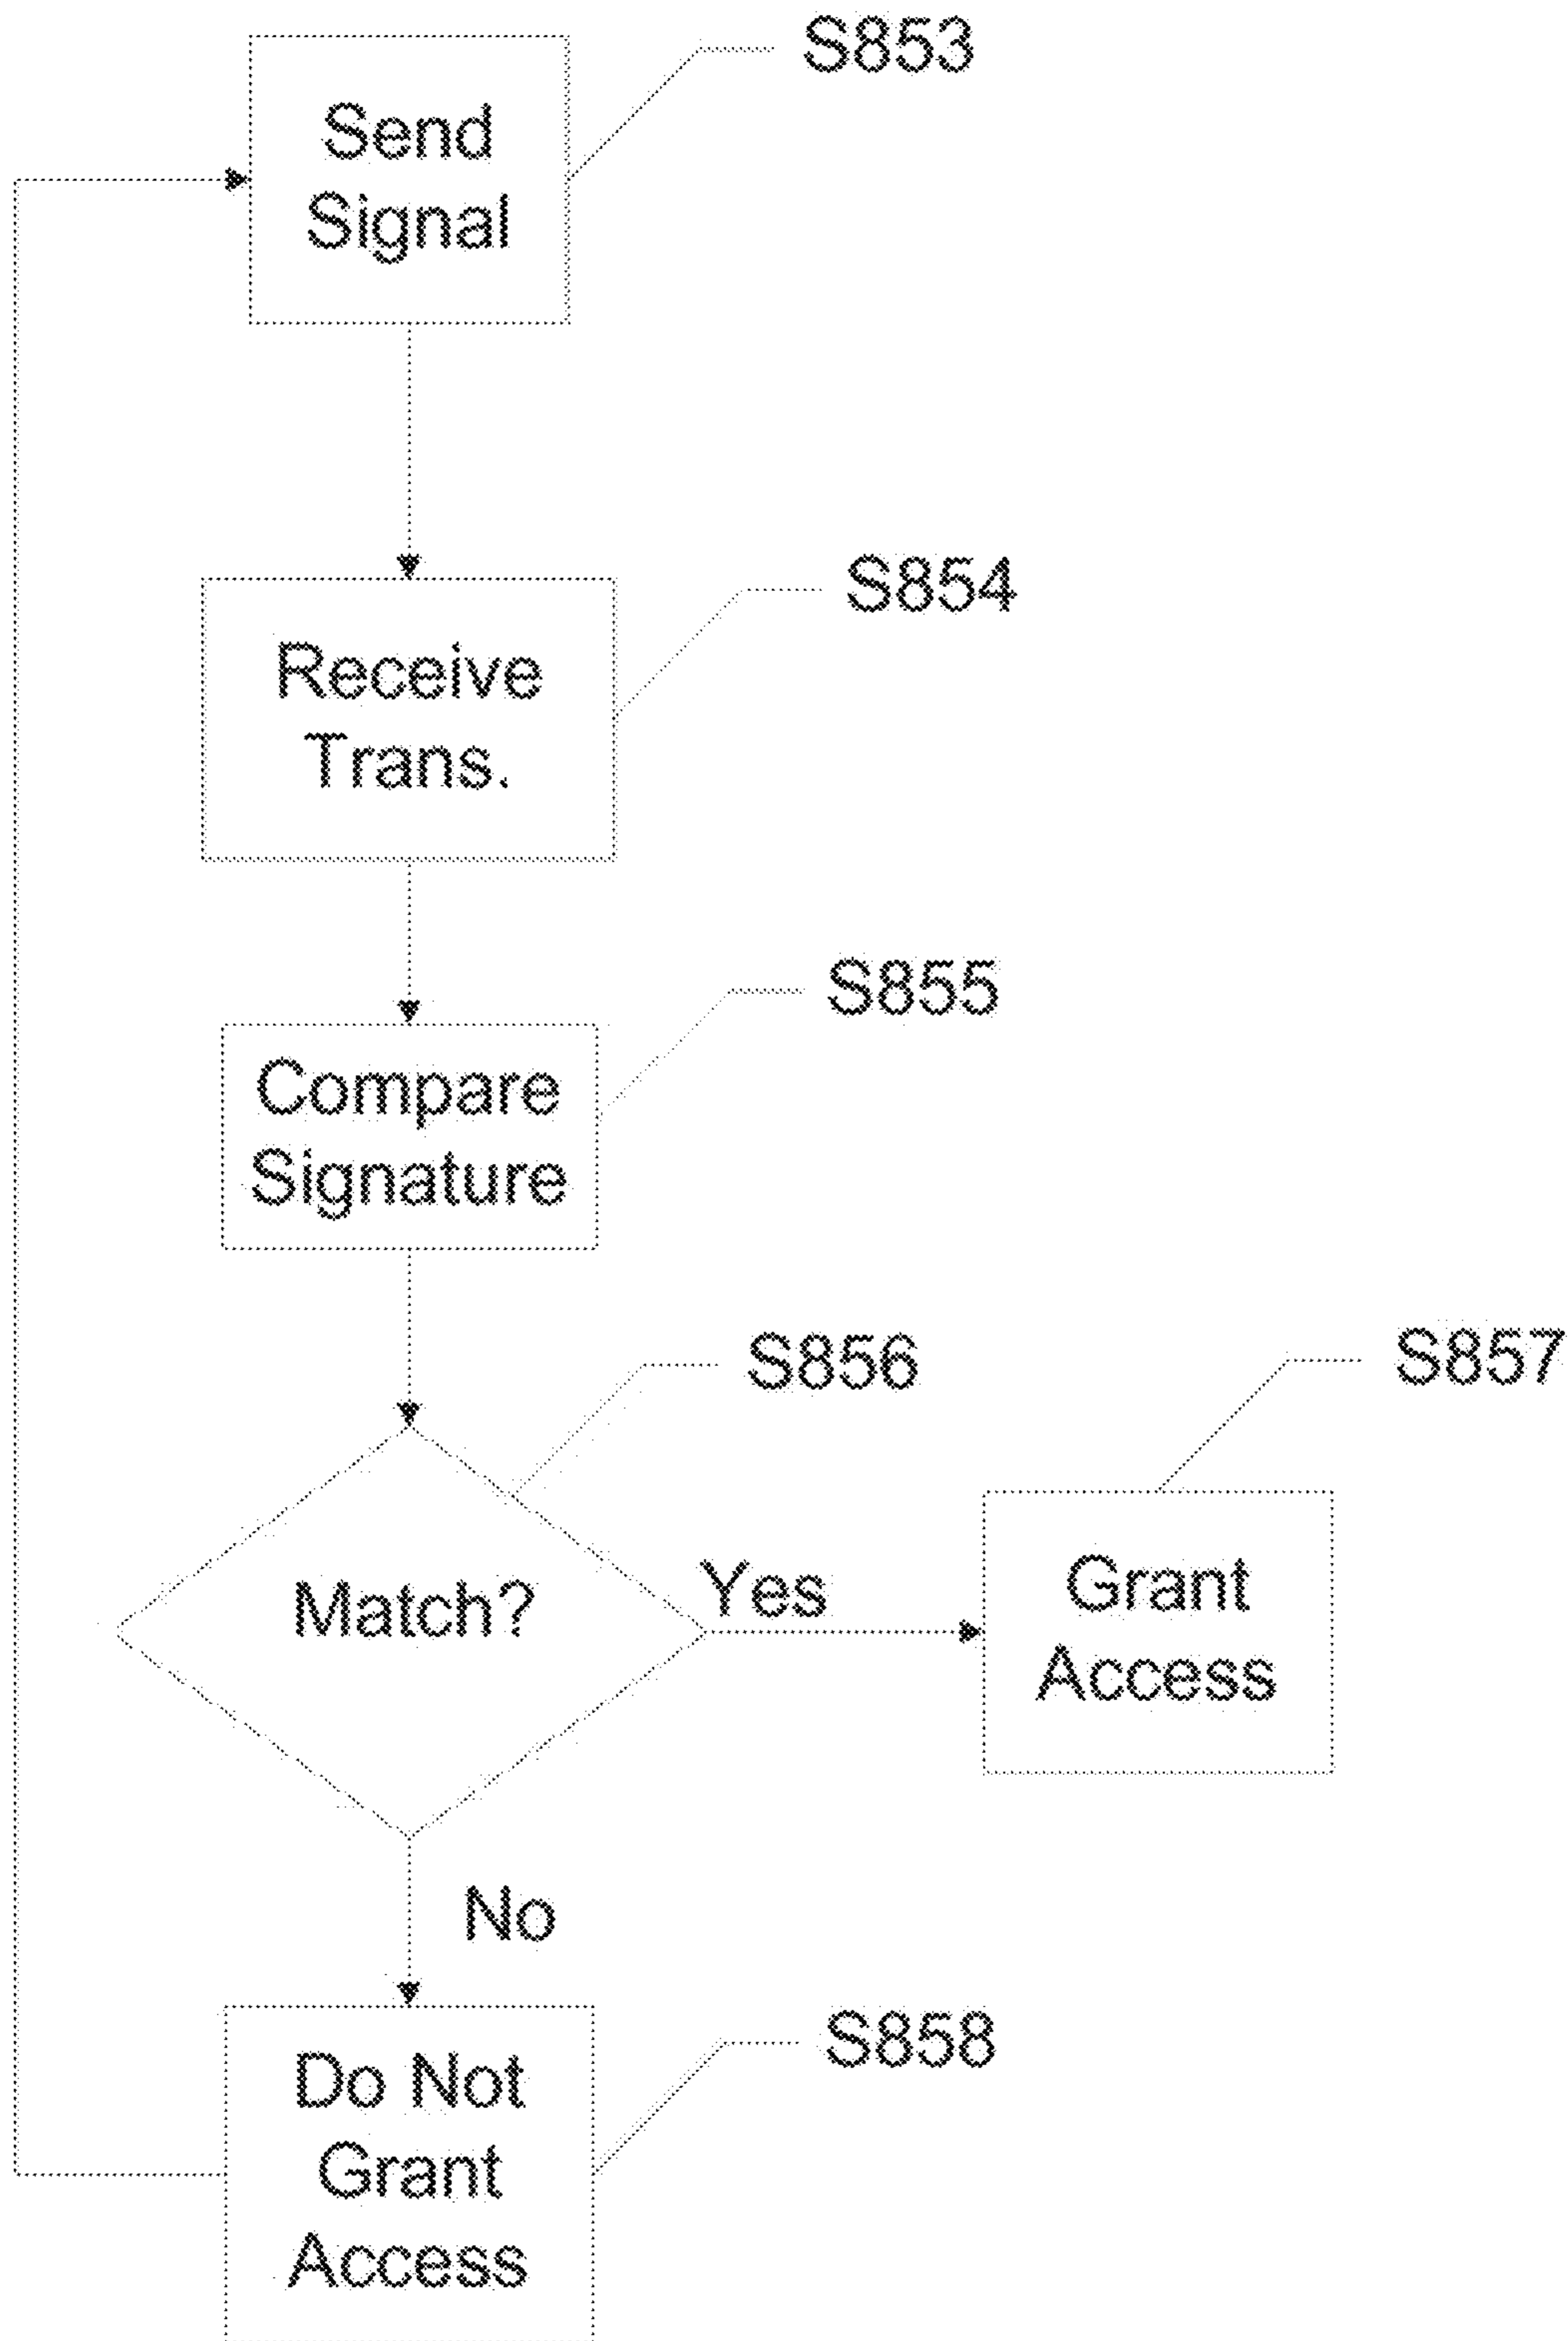 S853
Send
Signal
S854
Receive
Trans.
S855
Compare
Signature
S856
S857
Match?
Yes
Grant
Access
No
S858
Do Not
Grant
Access